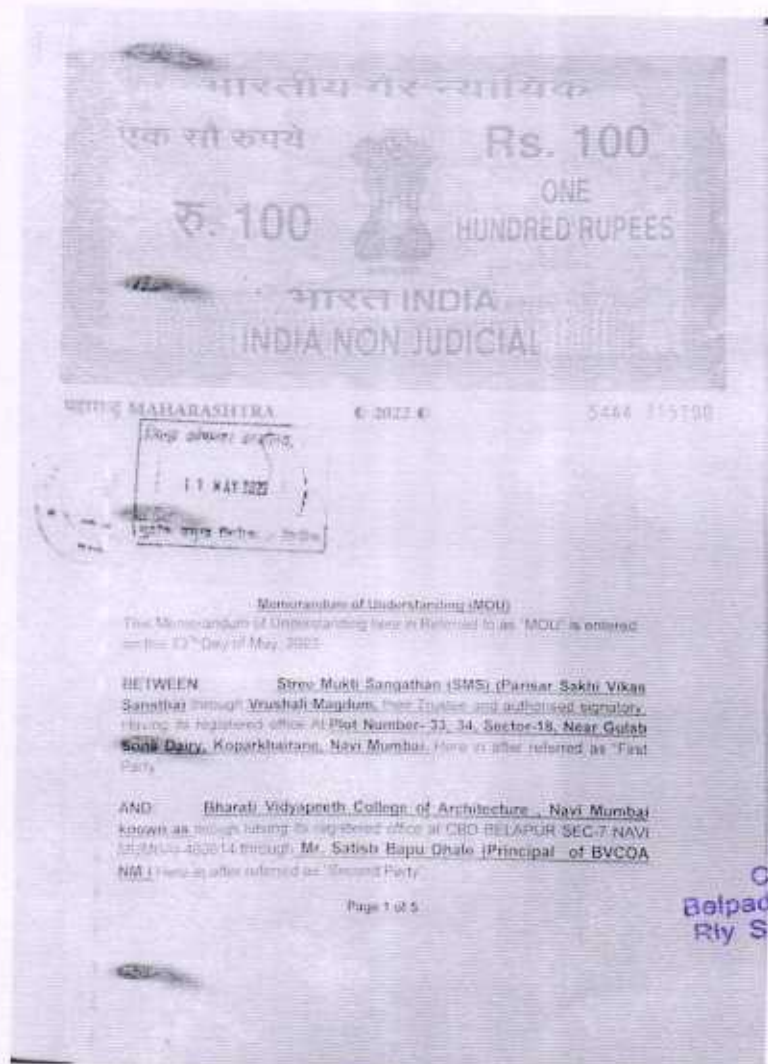 भारतीय गैर न्यायिक
एक सौ रुपये
Rs. 100
रु. 100
ONE
HUNDRED RUPEES
भारत INDIA
INDIA NON JUDICIAL
MAHARASHTRA
2022
MAY
Memorandum of Understanding (MOU)
This Memorandum of Understanding here in Referred to as "MOU" is entered
on this Day of May,
BETWEEN Stree Mukti Sangathan (SMS) (Parisar Sakhi Vikas
Sanstha) through Vrushali Magdum, their Trustee and authorised signatory
Having its registered office At Plot Number- 33, 34, Sector-18, Near Gulab
Sons Dairy, Koparkhairane, Navi Mumbai. Here in after referred as "First
Party
AND Bharati Vidyapeeth College of Architecture , Navi Mumbai
known as having its registered office at CBD BELAPUR SEC-7 NAVI
through Mr. Satish Bapu Dhale (Principal of BVCOA
NM ) Here in after referred as "Second Party"
Page 1 of 5
Belpad
Rly S